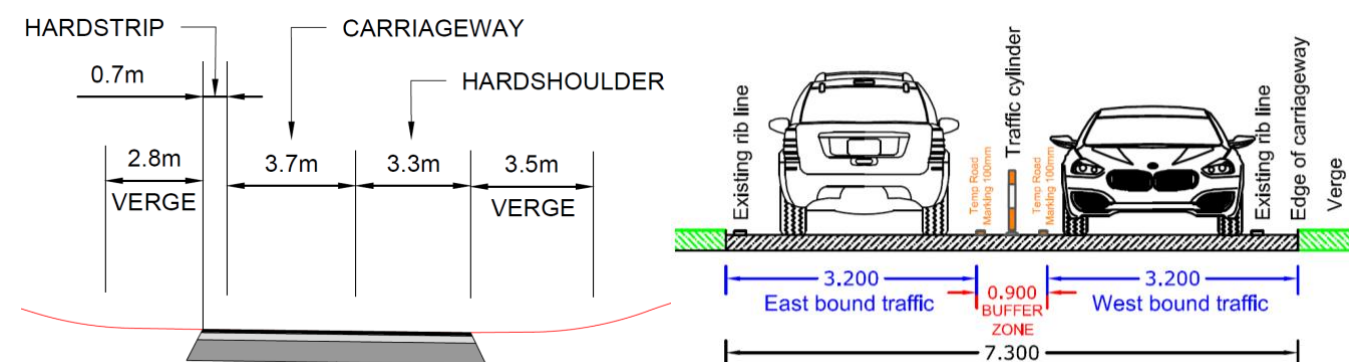 HARDSTRIP
CARRIAGEWAY
0.7m
HARDSHOULDER
2.8m
VERGE
3.7m
3.3m
3.5m
VERGE
Existing rib line
Temp Road
Marking 100mm
Traffic cylinder
Temp Road
Marking 100mm
Existing rib line
Edge of carriageway
Verge
3.200
East bound traffic
0.900
BUFFER
ZONE
3.200
West bound traffic
7.300